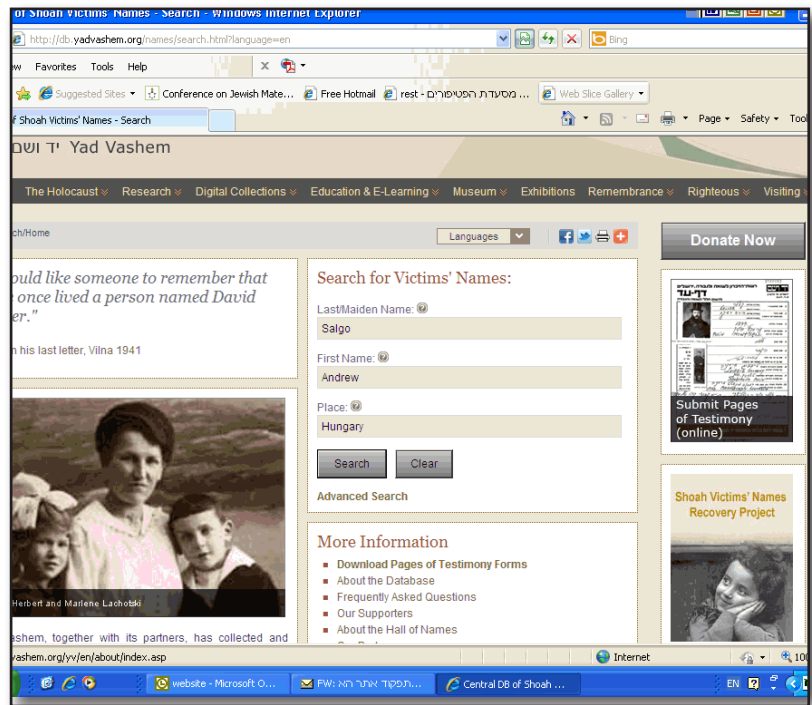 of Shoah Victims' Names - Search - Windows Internet Explorer
http://db.yadvashem.org/names/search.html?language=en
Bing
Favorites Tools Help
X
Suggested Sites Conference on Jewish Mate... Free Hotmail rest - מסעדת הפטיפורים ... Web Slice Gallery
f Shoah Victims' Names - Search
Page Safety Tool
יד ושם Yad Vashem
The Holocaust Research Digital Collections Education & E-Learning Museum Exhibitions Remembrance Righteous Visiting
ch/Home
Languages
Donate Now
ould like someone to remember that
once lived a person named David
er."
n his last letter, Vilna 1941
Search for Victims' Names:
Last/Maiden Name:
Salgo
First Name:
Andrew
Place:
Hungary
Search Clear
Advanced Search
דף-עד
Submit Pages
of Testimony
(online)
Shoah Victims' Names
Recovery Project
Herbert and Marlene Lachotski
ashem, together with its partners, has collected and
More Information
Download Pages of Testimony Forms
About the Database
Frequently Asked Questions
Our Supporters
About the Hall of Names
vashem.org/yv/en/about/index.asp
Internet
100
website - Microsoft O... FW: תפקוד אתר הא... Central DB of Shoah ...
EN